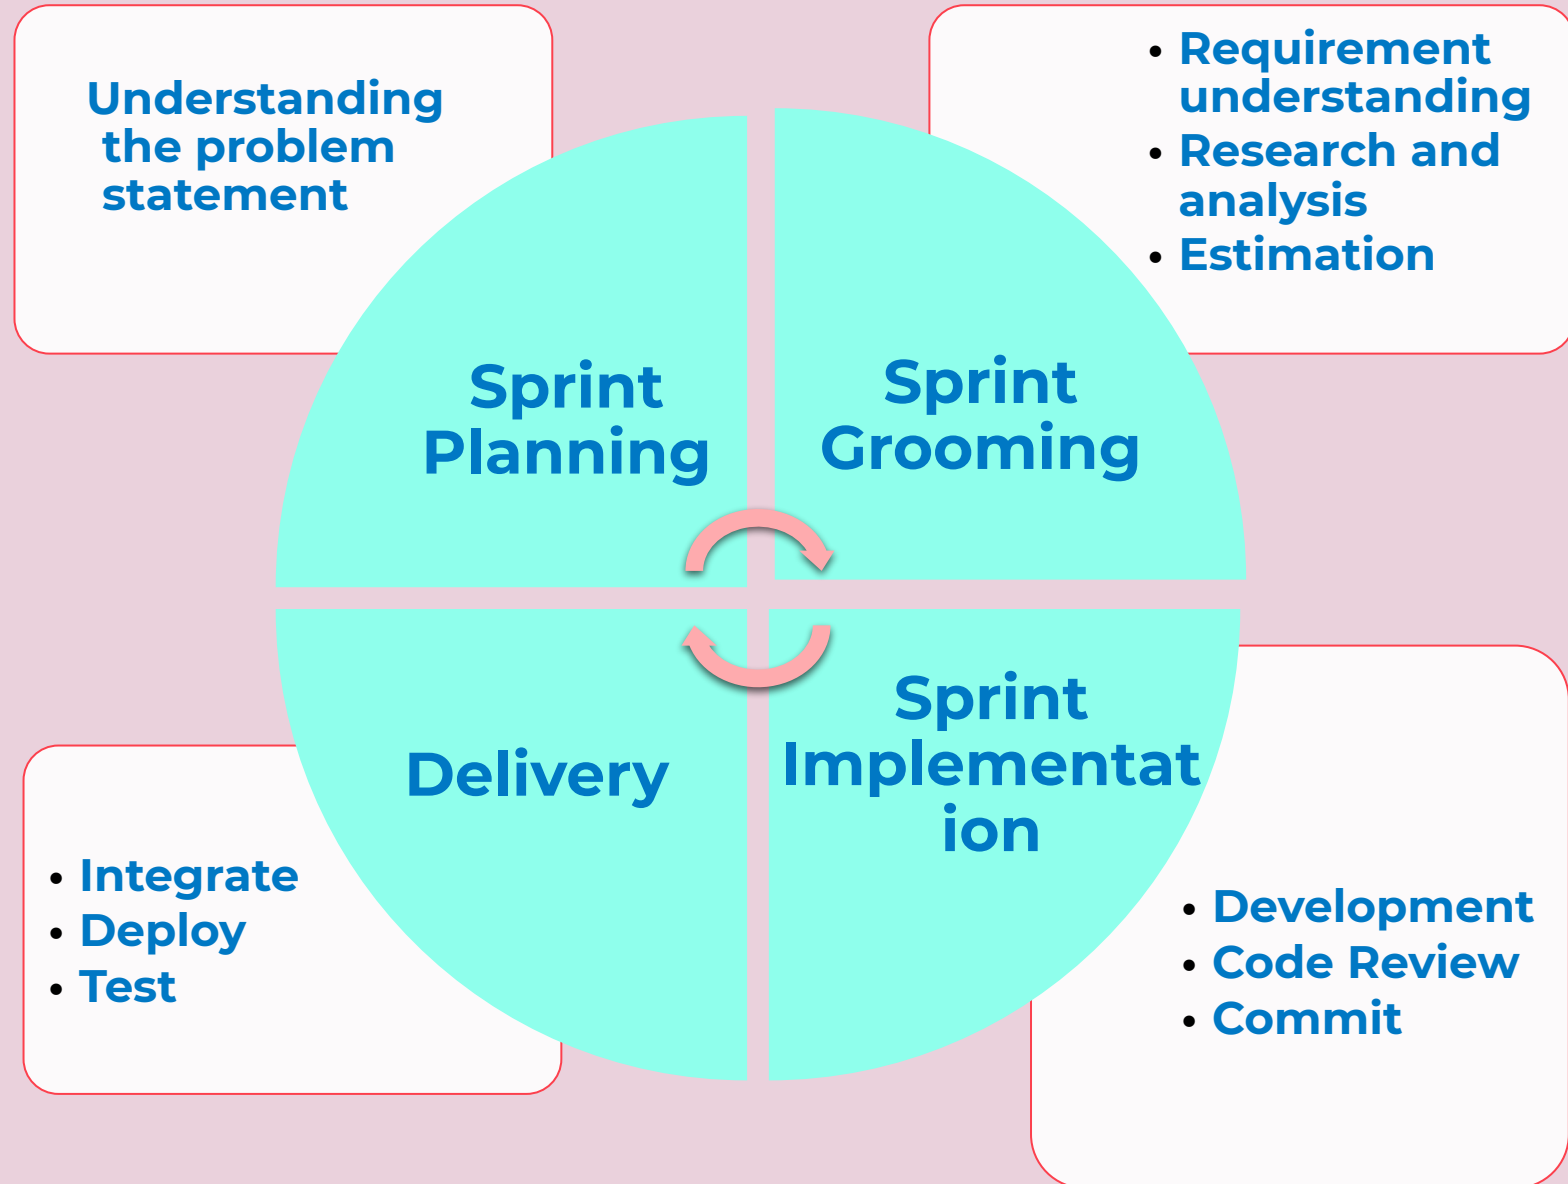 Understanding
the problem
statement
• Requirement
understanding
• Research and
analysis
• Estimation
Sprint
Planning
Sprint
Grooming
Delivery
Sprint
Implementat
ion
• Integrate
• Deploy
• Test
• Development
• Code Review
• Commit